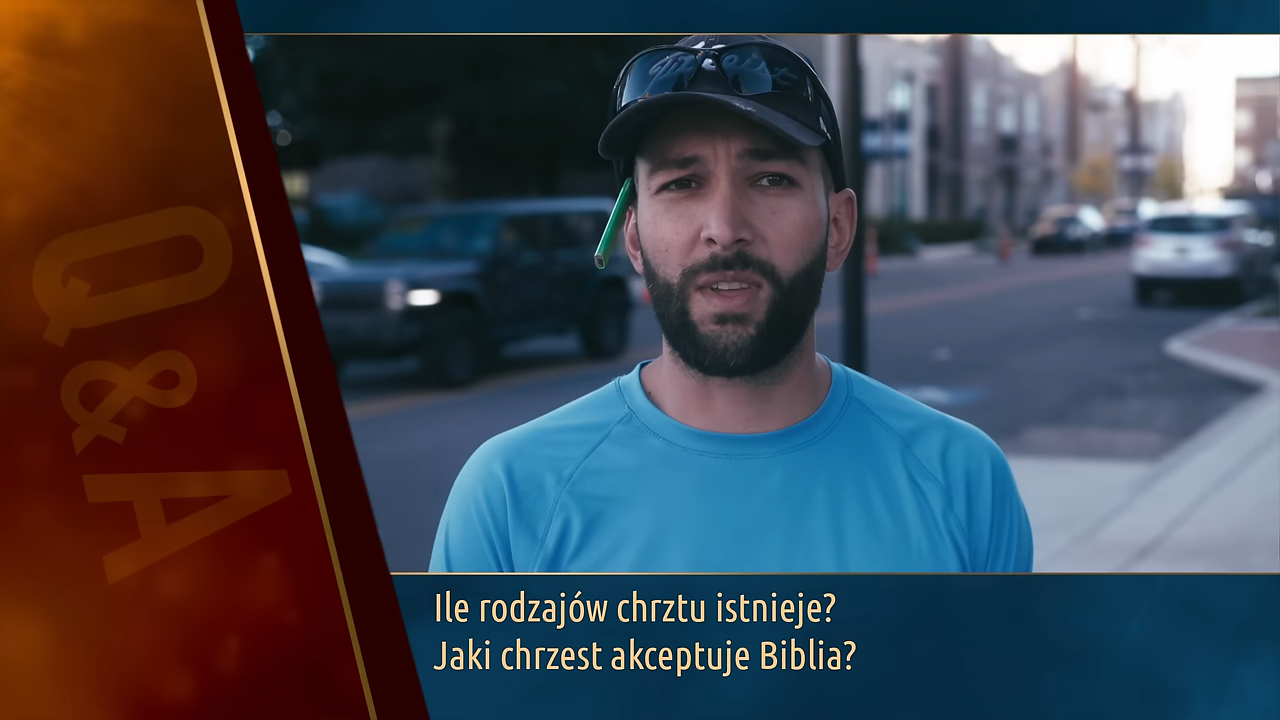 Q&A
Ile rodzajów chrztu istnieje?
Jaki chrzest akceptuje Biblia?